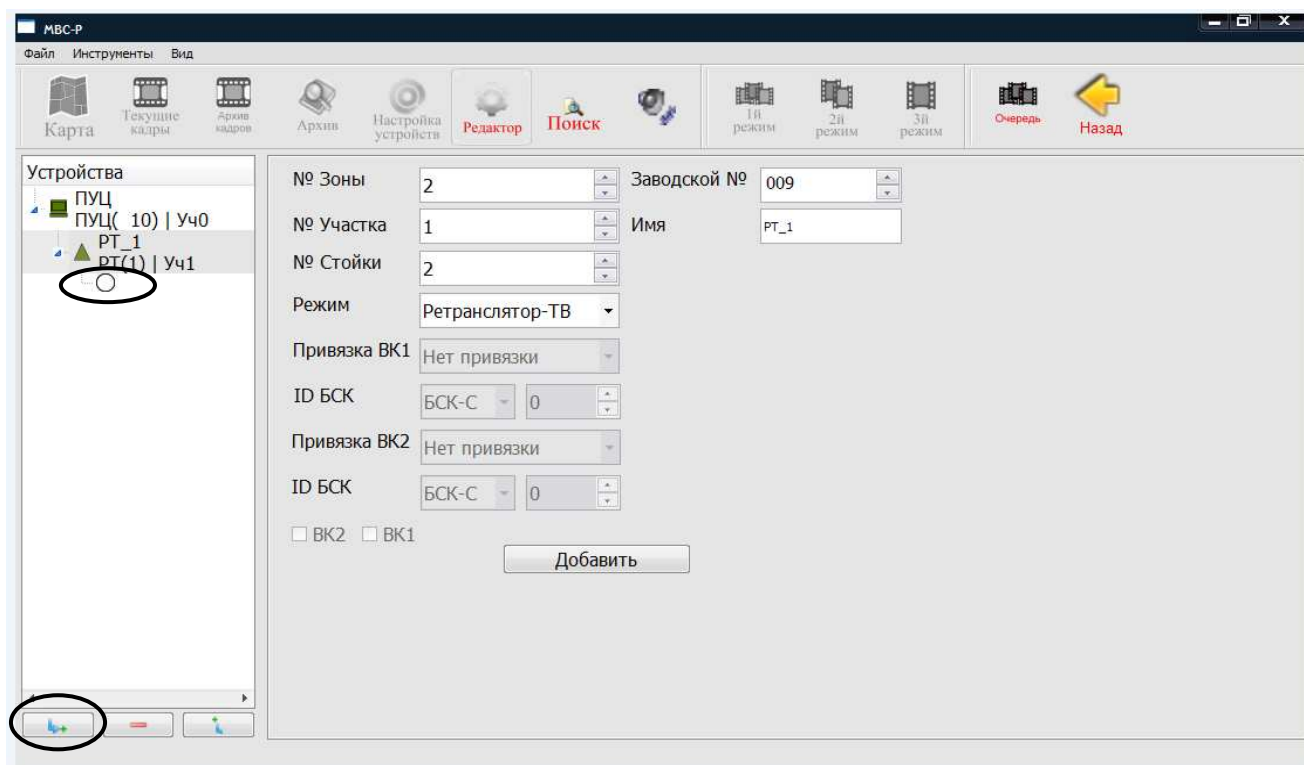 МВС-Р
Файл Инструменты Вид
Карта
Текущие
кадры
Архив
кадров
Архив
Настройка
устройств
Редактор
Поиск
1й
режим
2й
режим
3й
режим
Очередь
Назад
Устройства
ПУЦ
ПУЦ( 10) | Уч0
РТ_1
РТ(1) | Уч1
№ Зоны 2 Заводской № 009
№ Участка 1 Имя РТ_1
№ Стойки 2
Режим Ретранслятор-ТВ
Привязка ВК1 Нет привязки
ID БСК БСК-С 0
Привязка ВК2 Нет привязки
ID БСК БСК-С 0
ВК2 ВК1
Добавить